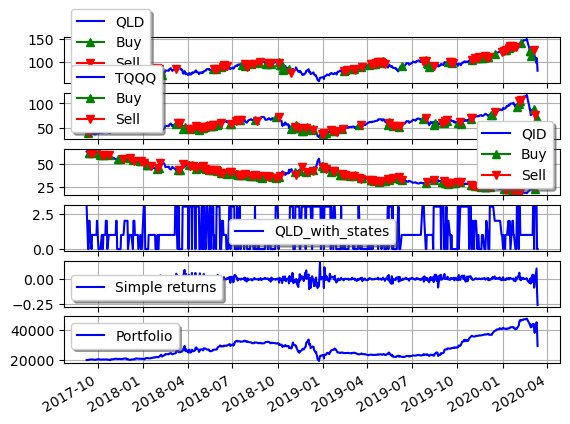 QLD
Buy
Sell
150
100
TQQQ
Buy
Sell
100
50
QID
Buy
Sell
50
25
2.5
0.0
QLD_with_states
0.00
−0.25
Simple returns
40000
20000
Portfolio
2017-10
2018-01
2018-04
2018-07
2018-10
2019-01
2019-04
2019-07
2019-10
2020-01
2020-04